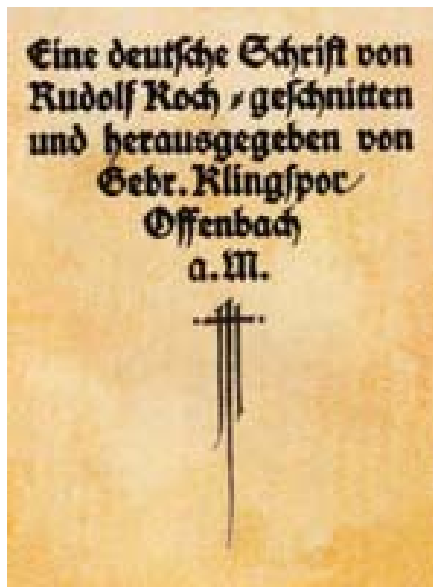 Eine deutſche Schrift von
Rudolf Koch / geſchnitten
und herausgegeben von
Gebr. Klingſpor
Offenbach
a. M.